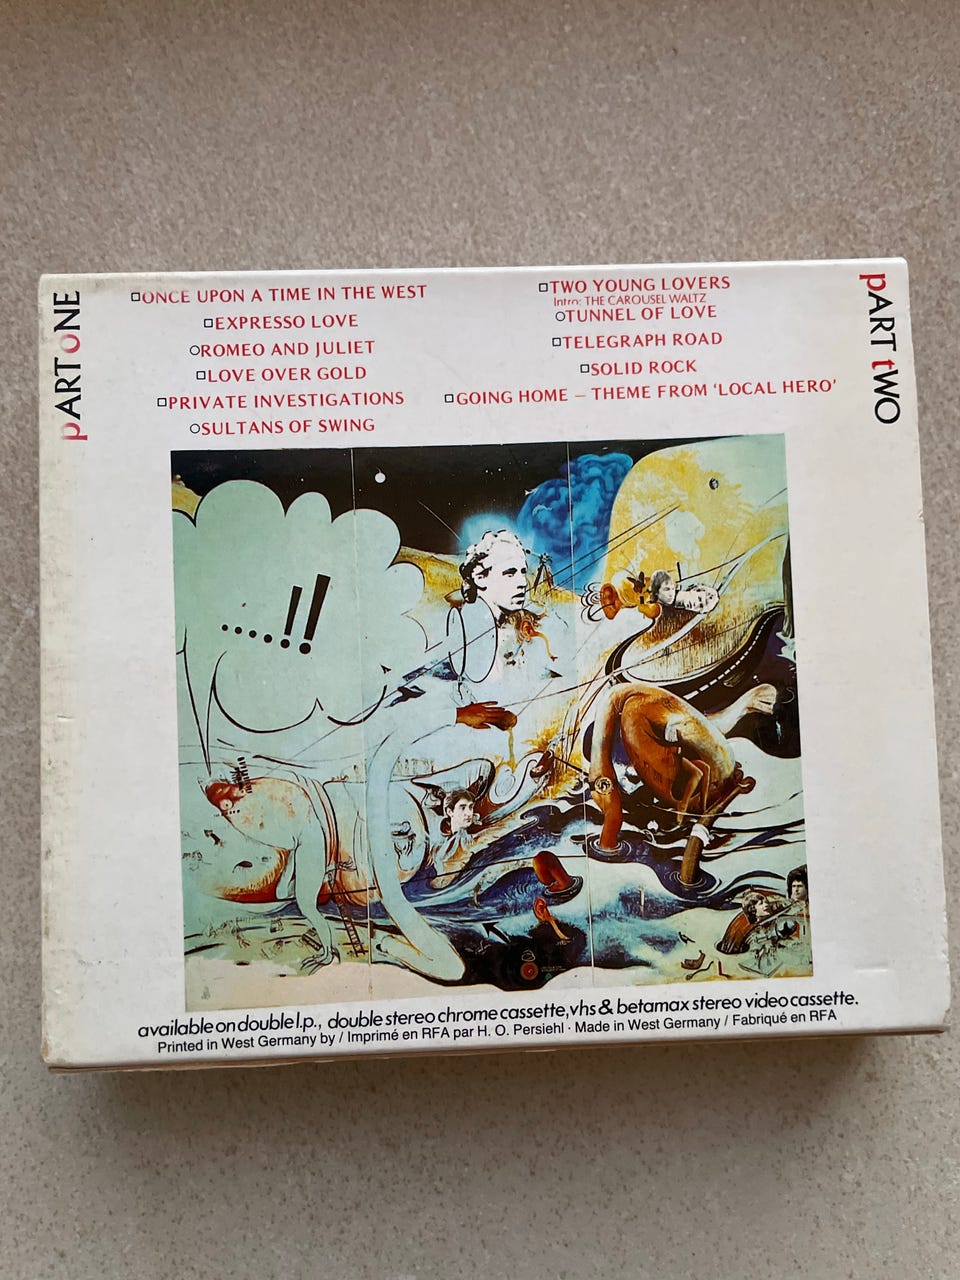 pARToNE
□ONCE UPON A TIME IN THE WEST
□EXPRESSO LOVE
○ROMEO AND JULIET
□LOVE OVER GOLD
□PRIVATE INVESTIGATIONS
○SULTANS OF SWING
pART tWO
□TWO YOUNG LOVERS
Intro: THE CAROUSEL WALTZ
○TUNNEL OF LOVE
□TELEGRAPH ROAD
□SOLID ROCK
□GOING HOME – THEME FROM ‘LOCAL HERO’
.....!!
available on double l.p., double stereo chrome cassette, vhs & betamax stereo video cassette.
Printed in West Germany by / Imprimé en RFA par H. O. Persiehl · Made in West Germany / Fabriqué en RFA